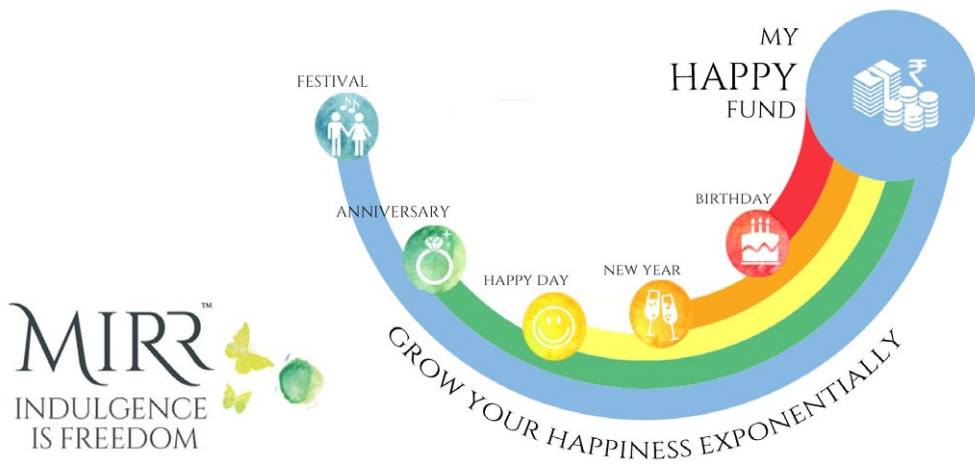 MY
HAPPY
FUND
₹
FESTIVAL
ANNIVERSARY
HAPPY DAY
NEW YEAR
BIRTHDAY
GROW YOUR HAPPINESS EXPONENTIALLY
MIRR™
INDULGENCE
IS FREEDOM